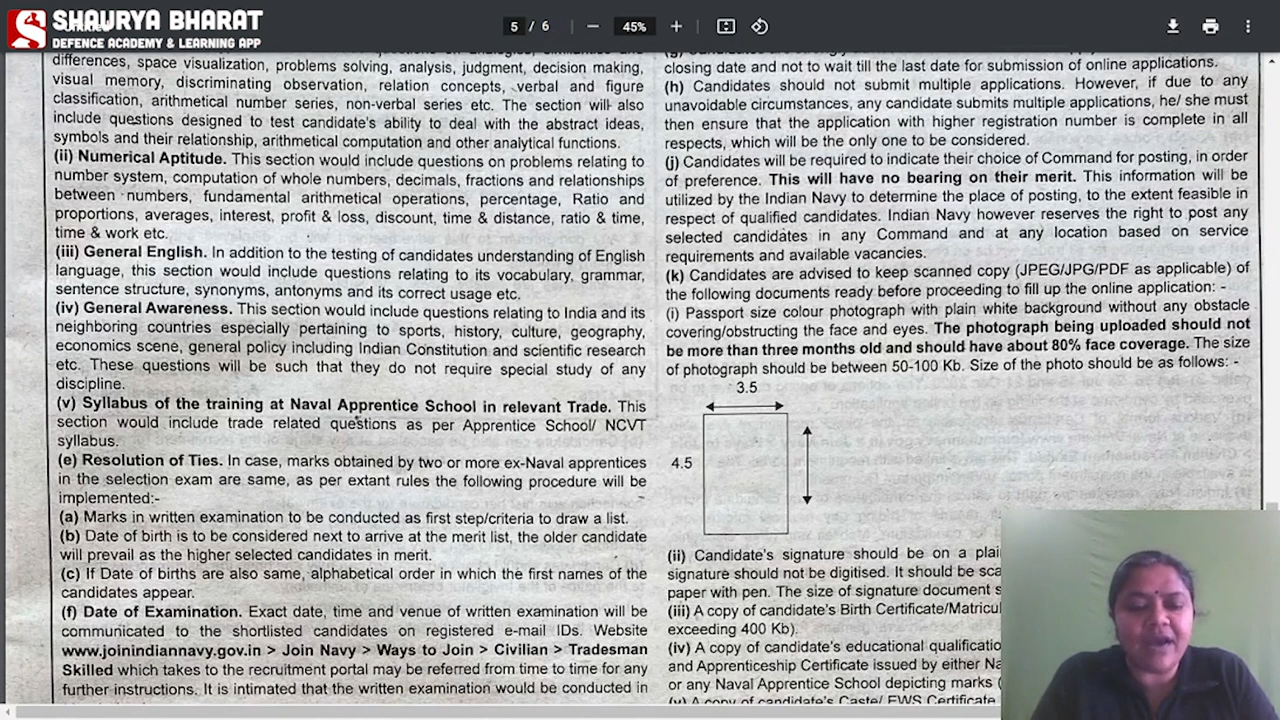 SHAURYA BHARAT
DEFENCE ACADEMY & LEARNING APP
5 / 6
45%
differences, space visualization, problems solving, analysis, judgment, decision making,
visual memory, discriminating observation, relation concepts, verbal and figure
classification, arithmetical number series, non-verbal series etc. The section will also
include questions designed to test candidate's ability to deal with the abstract ideas,
symbols and their relationship, arithmetical computation and other analytical functions.
(ii) Numerical Aptitude. This section would include questions on problems relating to
number system, computation of whole numbers, decimals, fractions and relationships
between numbers, fundamental arithmetical operations, percentage, Ratio and
proportions, averages, interest, profit & loss, discount, time & distance, ratio & time,
time & work etc.
(iii) General English. In addition to the testing of candidates understanding of English
language, this section would include questions relating to its vocabulary, grammar,
sentence structure, synonyms, antonyms and its correct usage etc.
(iv) General Awareness. This section would include questions relating to India and its
neighboring countries especially pertaining to sports, history, culture, geography,
economics scene, general policy including Indian Constitution and scientific research
etc. These questions will be such that they do not require special study of any
discipline.
(v) Syllabus of the training at Naval Apprentice School in relevant Trade. This
section would include trade related questions as per Apprentice School/ NCVT
syllabus.
(e) Resolution of Ties. In case, marks obtained by two or more ex-Naval apprentices
in the selection exam are same, as per extant rules the following procedure will be
implemented:-
(a) Marks in written examination to be conducted as first step/criteria to draw a list.
(b) Date of birth is to be considered next to arrive at the merit list, the older candidate
will prevail as the higher selected candidates in merit.
(c) If Date of births are also same, alphabetical order in which the first names of the
candidates appear.
(f) Date of Examination. Exact date, time and venue of written examination will be
communicated to the shortlisted candidates on registered e-mail IDs. Website
www.joinindiannavy.gov.in > Join Navy > Ways to Join > Civilian > Tradesman
Skilled which takes to the recruitment portal may be referred from time to time for any
further instructions. It is intimated that the written examination would be conducted in
closing date and not to wait till the last date for submission of online applications.
(h) Candidates should not submit multiple applications. However, if due to any
unavoidable circumstances, any candidate submits multiple applications, he/ she must
then ensure that the application with higher registration number is complete in all
respects, which will be the only one to be considered.
(j) Candidates will be required to indicate their choice of Command for posting, in order
of preference. This will have no bearing on their merit. This information will be
utilized by the Indian Navy to determine the place of posting, to the extent feasible in
respect of qualified candidates. Indian Navy however reserves the right to post any
selected candidates in any Command and at any location based on service
requirements and available vacancies.
(k) Candidates are advised to keep scanned copy (JPEG/JPG/PDF as applicable) of
the following documents ready before proceeding to fill up the online application: -
(i) Passport size colour photograph with plain white background without any obstacle
covering/obstructing the face and eyes. The photograph being uploaded should not
be more than three months old and should have about 80% face coverage. The size
of photograph should be between 50-100 Kb. Size of the photo should be as follows: -
3.5
4.5
(ii) Candidate's signature should be on a plai
signature should not be digitised. It should be sca
paper with pen. The size of signature document s
(iii) A copy of candidate's Birth Certificate/Matricul
exceeding 400 Kb).
(iv) A copy of candidate's educational qualificatio
and Apprenticeship Certificate issued by either Na
or any Naval Apprentice School depicting marks (
(v) A copy of candidate's Caste/ EWS Certificate